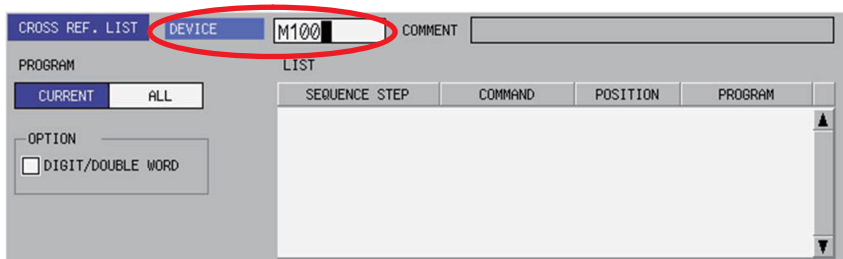 CROSS REF. LIST DEVICE M100 COMMENT
PROGRAM LIST
CURRENT ALL SEQUENCE STEP COMMAND POSITION PROGRAM
OPTION
DIGIT/DOUBLE WORD